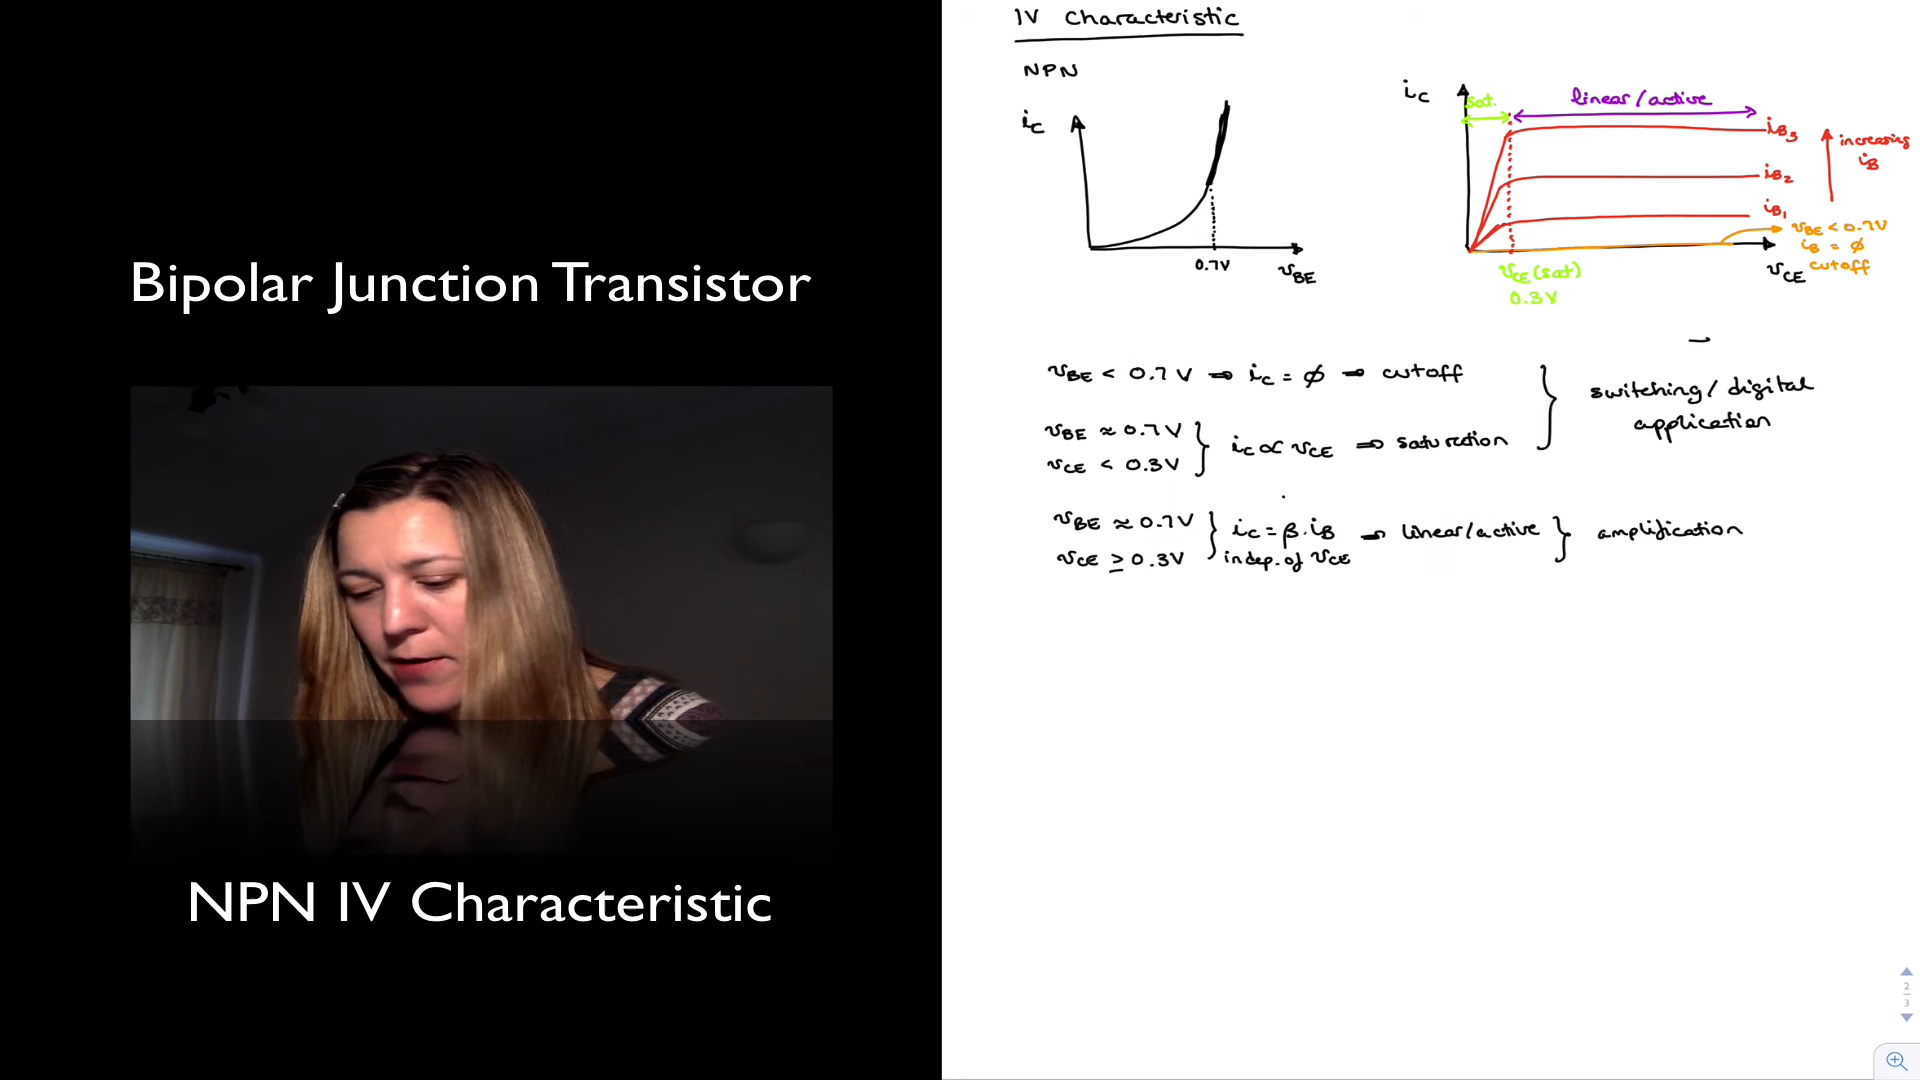 Bipolar Junction Transistor
NPN IV Characteristic
IV Characteristic
NPN
iC
0.7V
vBE
iC
sat.
linear/active
iB3
increasing
iB
iB2
iB1
vBE < 0.7V
iB = ∅
cutoff
vCE
vCE(sat)
0.3V
vBE < 0.7V ⇒ iC = ∅ ⇒ cutoff
switching/digital
application
vBE ≈ 0.7V
vCE < 0.3V
iC ∝ vCE ⇒ saturation
vBE ≈ 0.7V
vCE ≥ 0.3V
iC = β·iB ⇒ linear/active
indep. of vCE
amplification
2
3